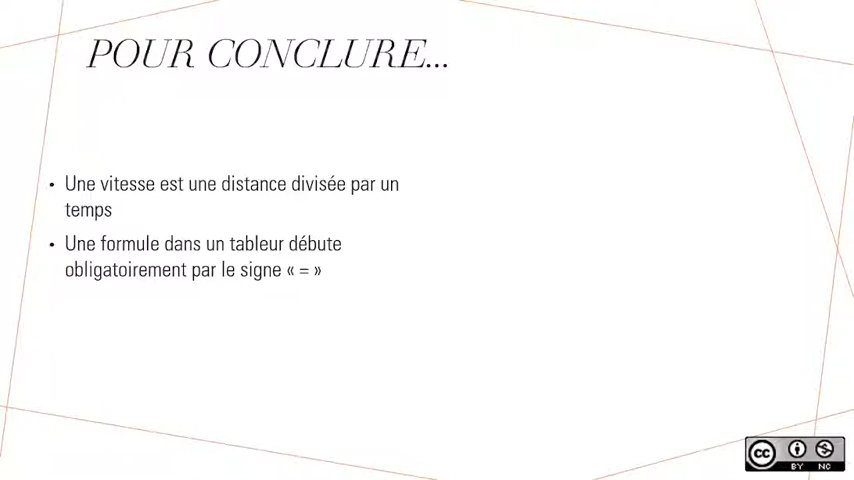 POUR CONCLURE...
• Une vitesse est une distance divisée par un
temps
• Une formule dans un tableur débute
obligatoirement par le signe « = »
cc
BY NC